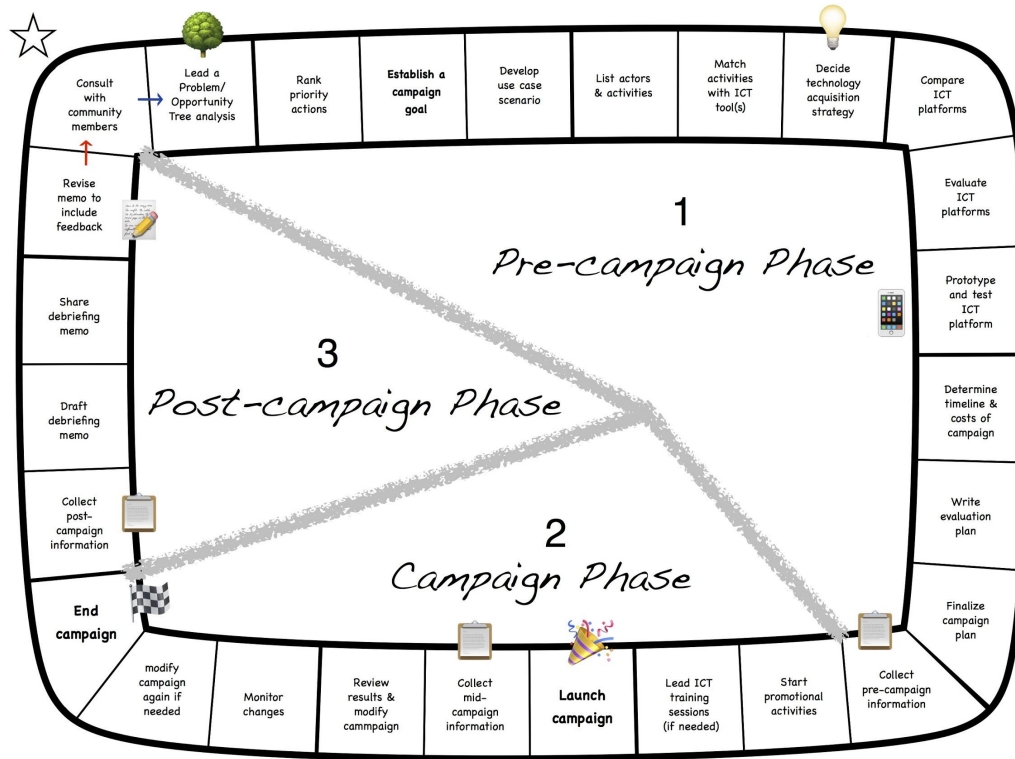 Consult
with
community
members
Lead a
Problem/
Opportunity
Tree analysis
Rank
priority
actions
Establish a
campaign
goal
Develop
use case
scenario
List actors
& activities
Match
activities
with ICT
tool(s)
Decide
technology
acquisition
strategy
Compare
ICT
platforms
Evaluate
ICT
platforms
Prototype
and test
ICT
platform
Determine
timeline &
costs of
campaign
Write
evaluation
plan
Finalize
campaign
plan
Collect
pre-campaign
information
Start
promotional
activities
Lead ICT
training
sessions
(if needed)
Launch
campaign
Collect
mid-
campaign
information
Review
results &
modify
cammpaign
Monitor
changes
modify
campaign
again if
needed
End
campaign
Collect
post-
campaign
information
Draft
debriefing
memo
Share
debriefing
memo
Revise
memo to
include
feedback
1
Pre-campaign Phase
3
Post-campaign Phase
2
Campaign Phase